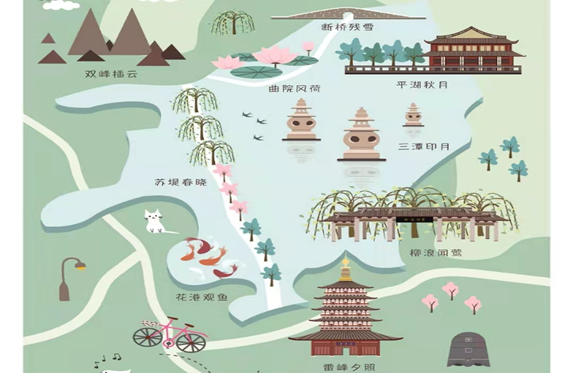 断桥残雪
双峰插云
曲院风荷
平湖秋月
三潭印月
苏堤春晓
柳浪闻莺
花港观鱼
雷峰夕照